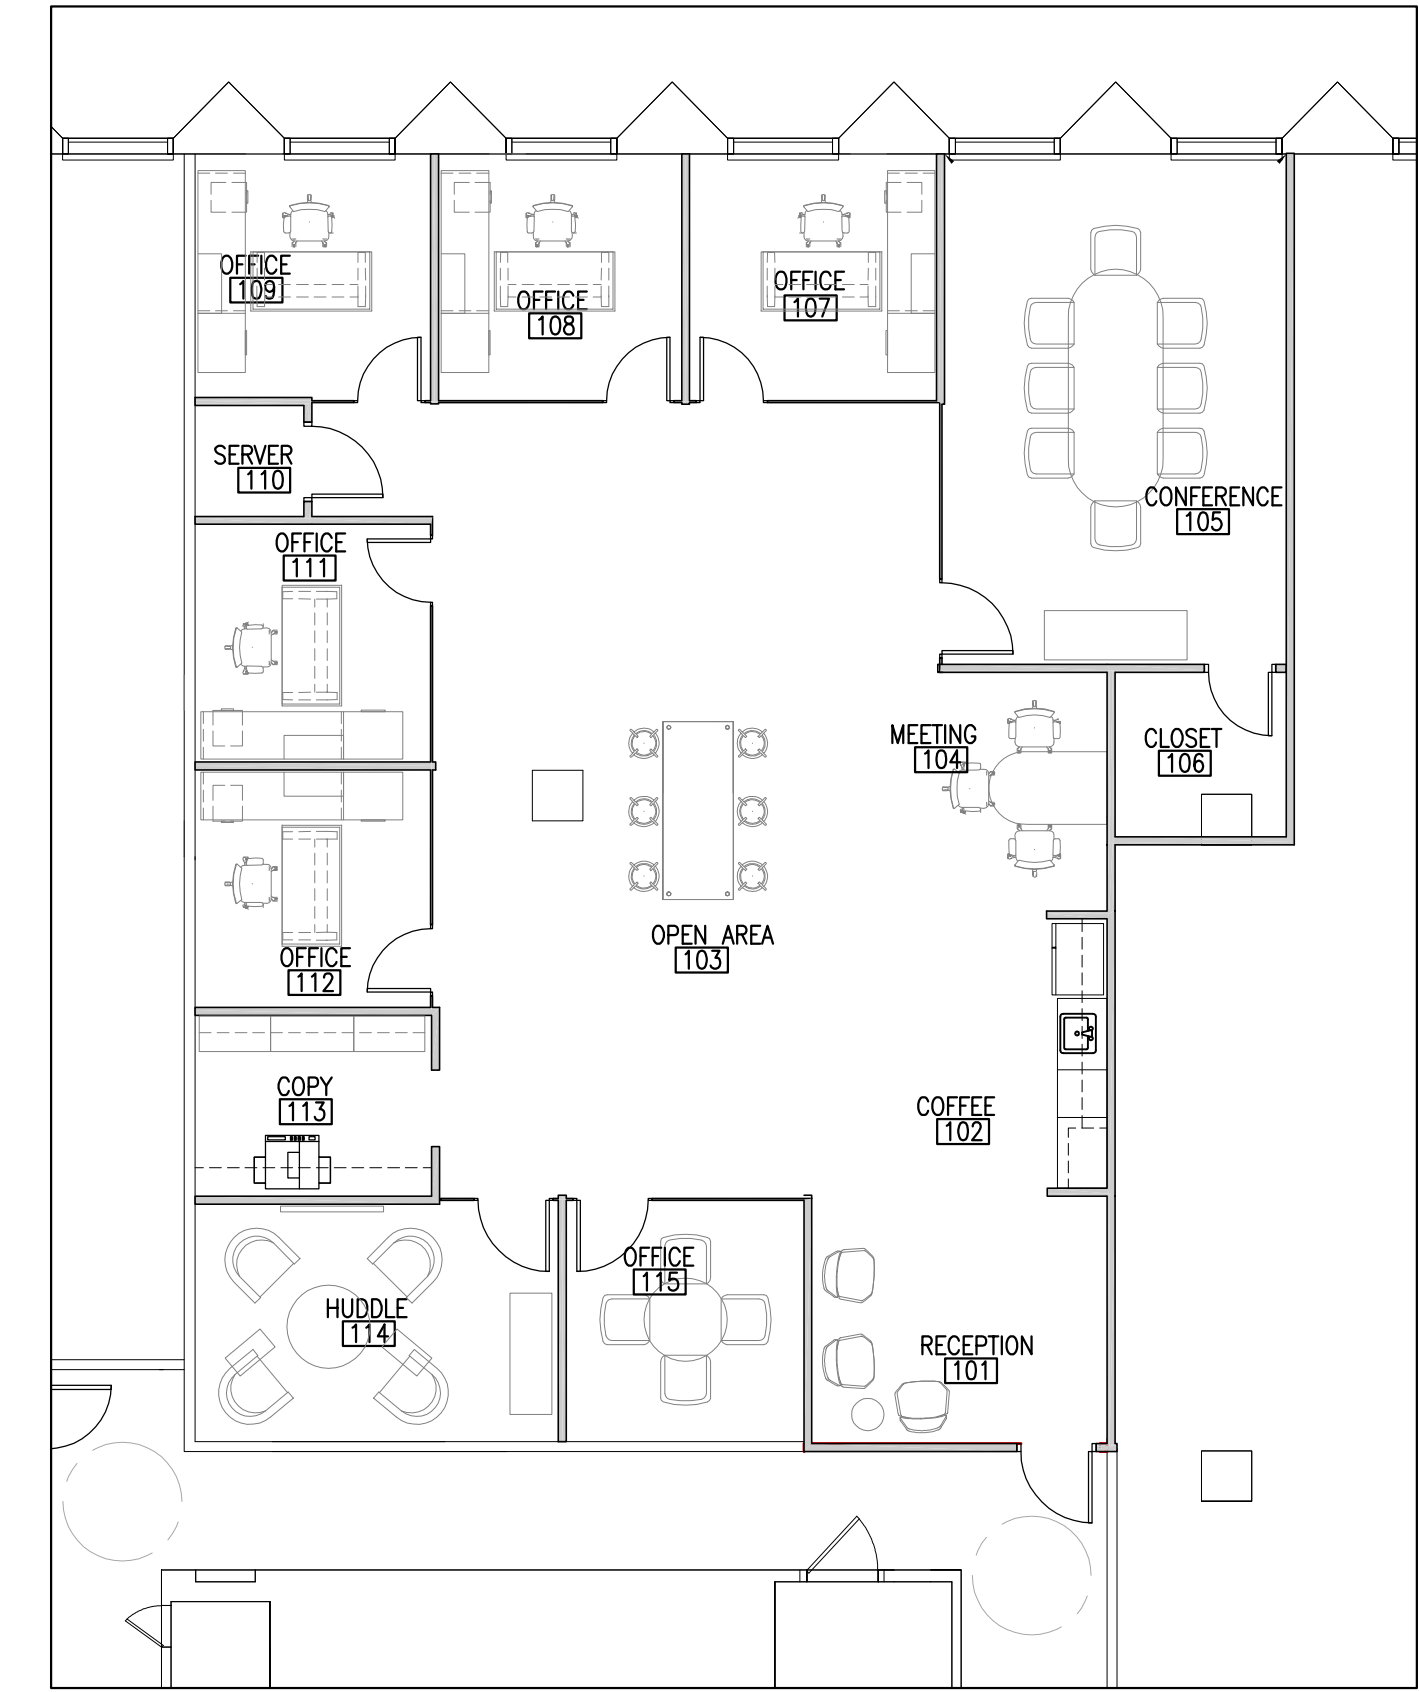 OFFICE
109
OFFICE
108
OFFICE
107
SERVER
110
CONFERENCE
105
OFFICE
111
MEETING
104
CLOSET
106
OPEN AREA
103
OFFICE
112
COPY
113
COFFEE
102
OFFICE
115
HUDDLE
114
RECEPTION
101